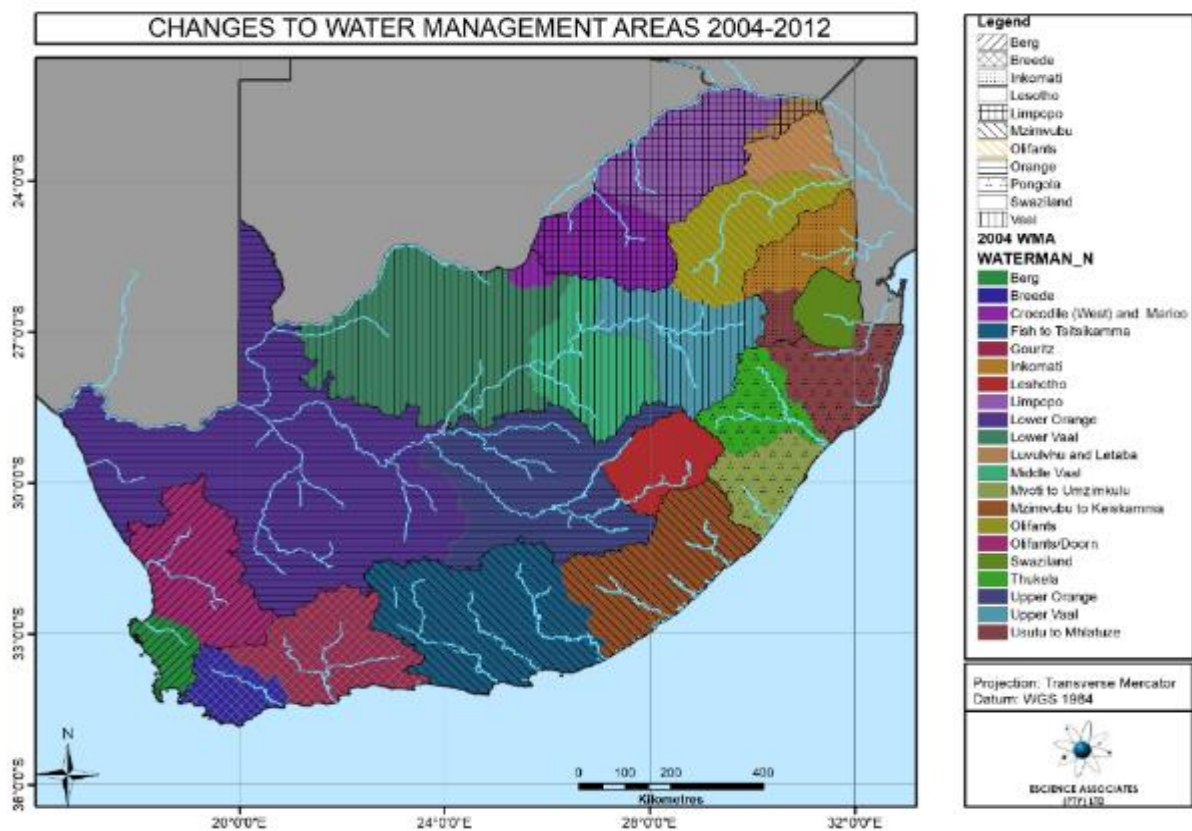 CHANGES TO WATER MANAGEMENT AREAS 2004-2012
24°0'0"S
27°0'0"S
30°0'0"S
33°0'0"S
36°0'0"S
N
0 100 200 400
Kilometres
20°0'0"E
24°0'0"E
28°0'0"E
32°0'0"E
Legend
Berg
Breede
Inkomati
Lesotho
Limpopo
Mzimvubu
Olifants
Orange
Pongola
Swaziland
Vaal
2004 WMA
WATERMAN_N
Berg
Breede
Crocodile (West) and Marico
Fish to Tsitsikamma
Gouritz
Inkomati
Leshotho
Limpopo
Lower Orange
Lower Vaal
Luvulvhu and Letaba
Middle Vaal
Mvoti to Umzimkulu
Mzimvubu to Keiskamma
Olifants
Olifants/Doorn
Swaziland
Thukela
Upper Orange
Upper Vaal
Usutu to Mhlatuze
Projection: Transverse Mercator
Datum: WGS 1984
ESCIENCE ASSOCIATES
(PTY) LTD